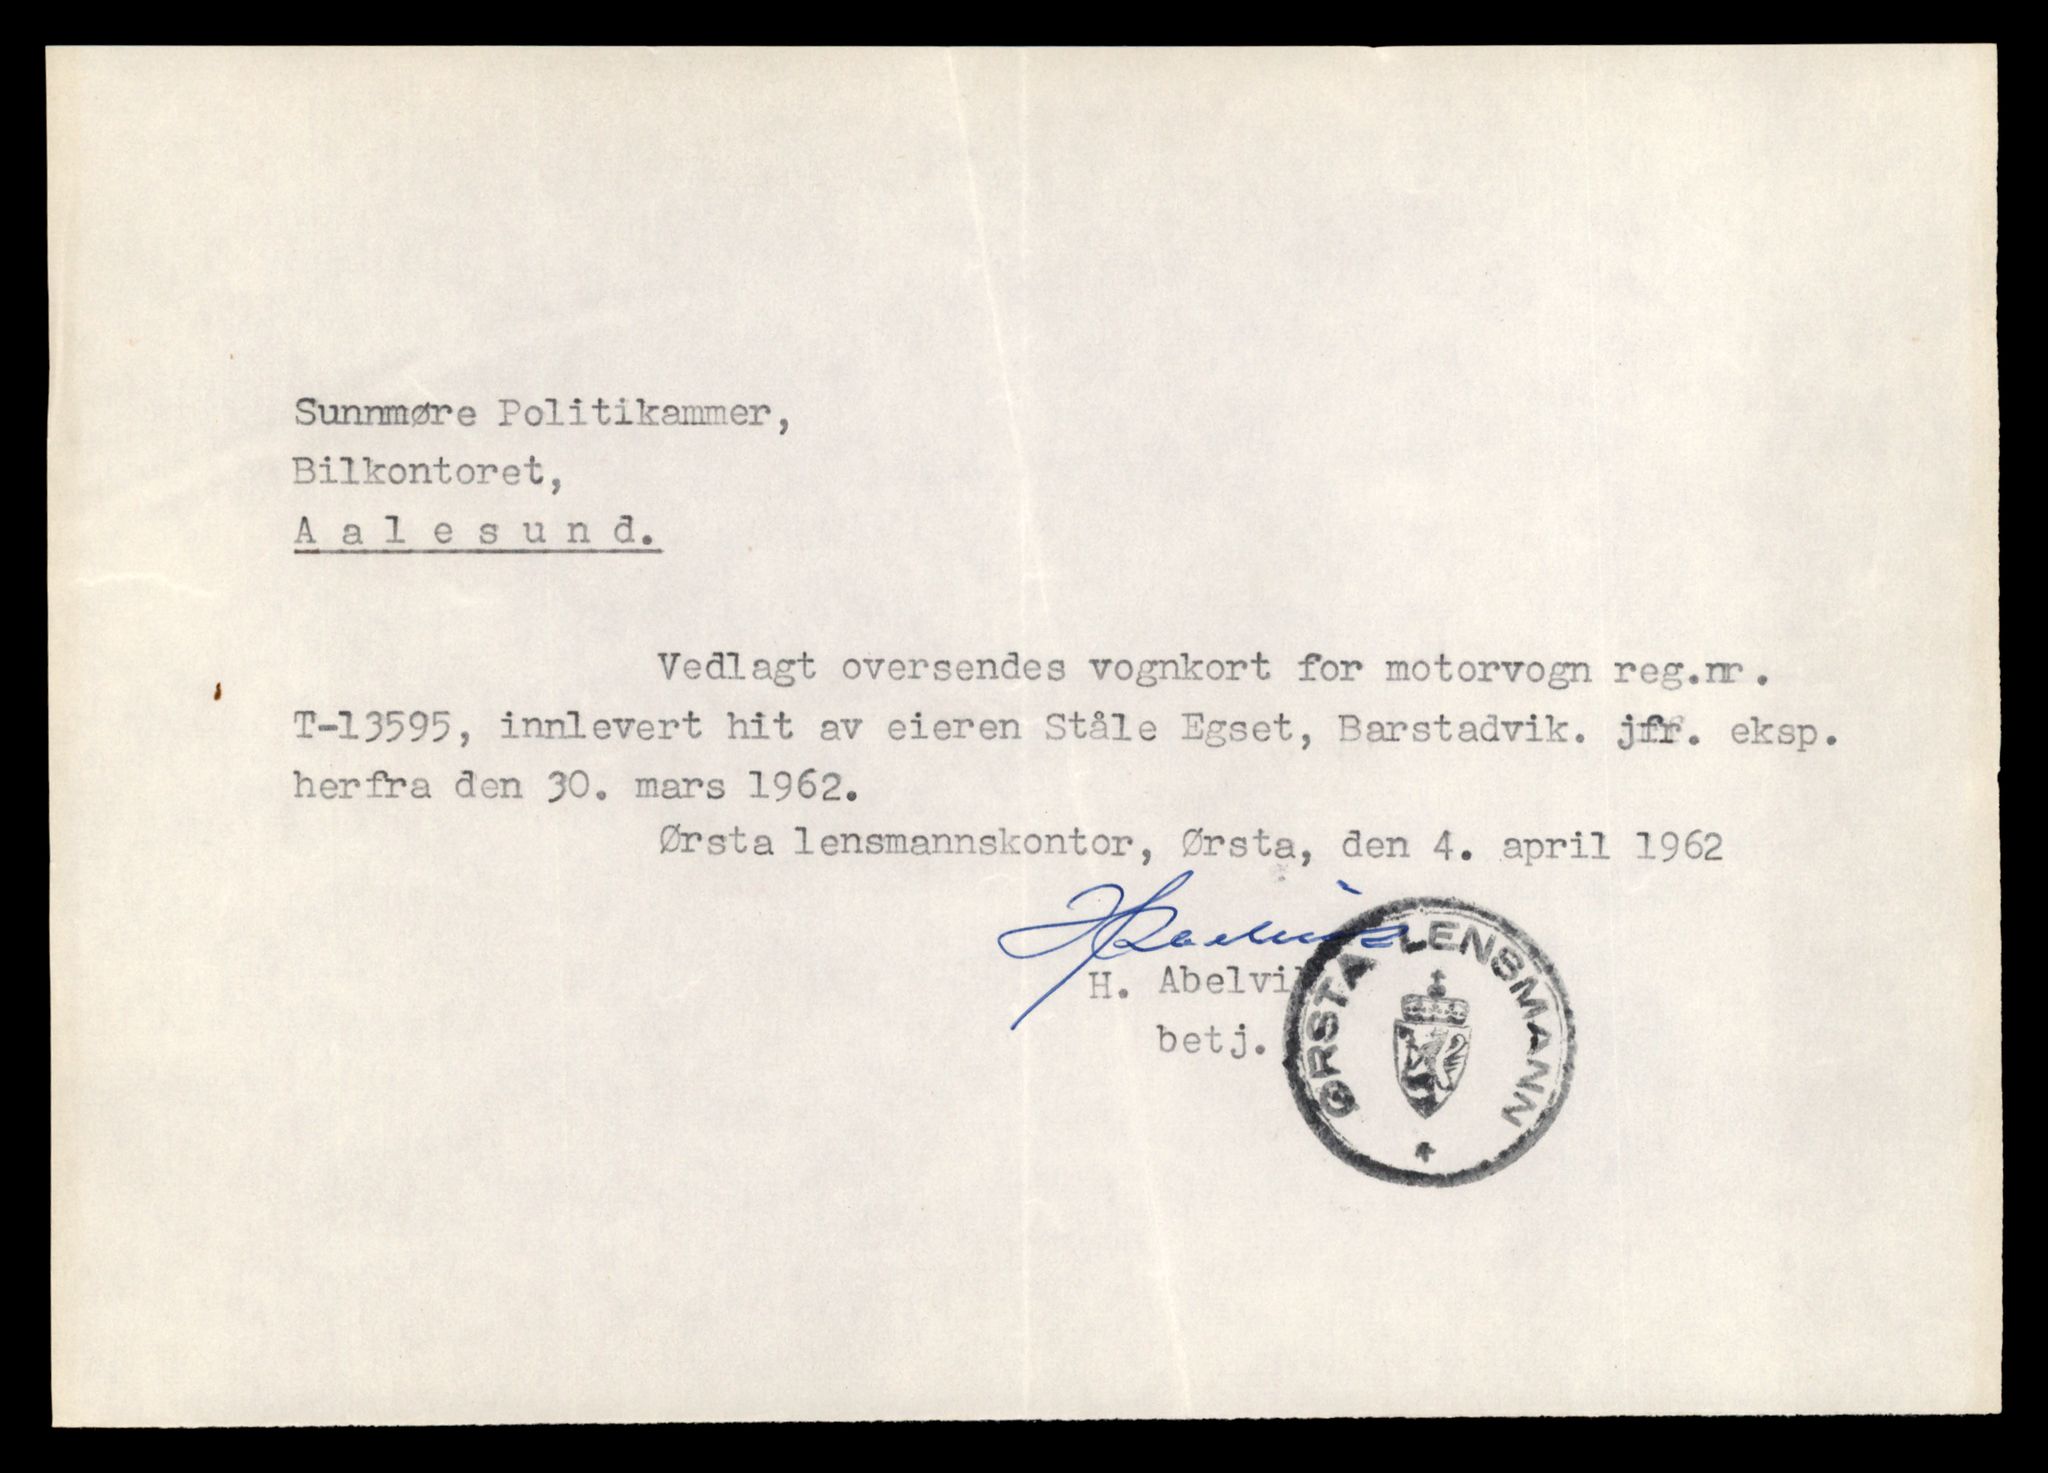 Sunnmøre Politikammer,
Bilkontoret,
A a l e s u n d.
Vedlagt oversendes vognkort for motorvogn reg.nr.
T-13595, innlevert hit av eieren Ståle Egset, Barstadvik. jfr. eksp.
herfra den 30. mars 1962.
Ørsta lensmannskontor, Ørsta, den 4. april 1962
H. Abelvik
betj.
ØRSTA LENSMANN